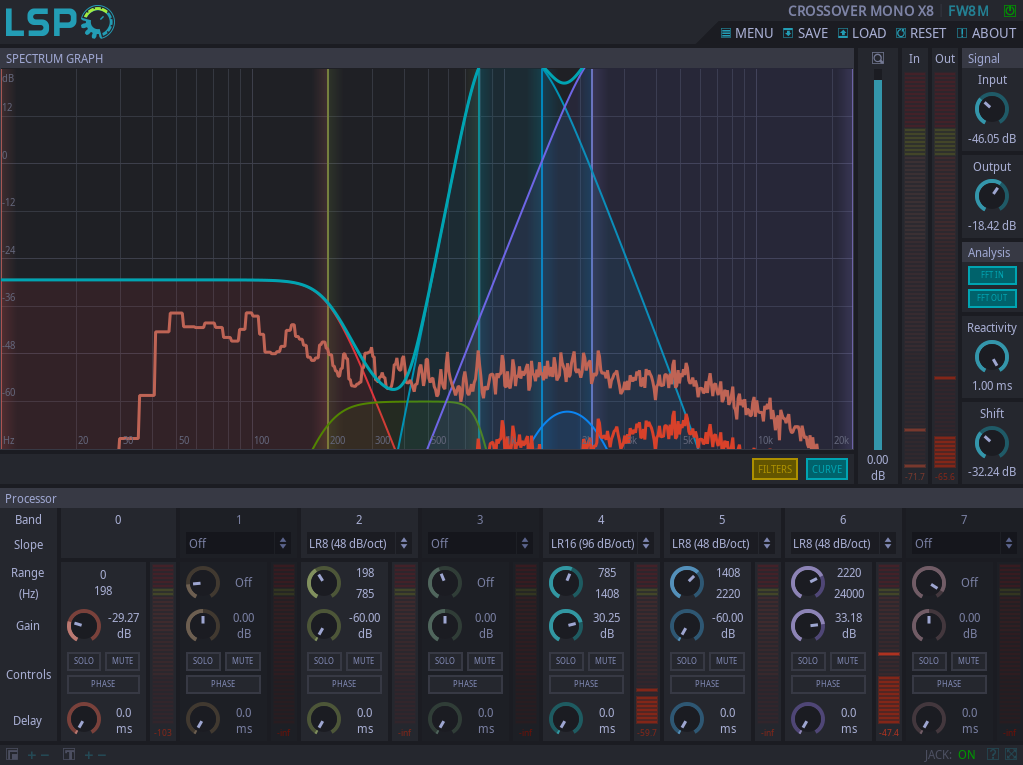 LSP
CROSSOVER MONO X8 FW8M
MENU SAVE LOAD RESET ABOUT
SPECTRUM GRAPH
In Out Signal
dB
12
0
-12
-24
-36
-48
-60
Hz 20 50 100 200 300 500 5k 10k 20k
Input
-46.05 dB
Output
-18.42 dB
Analysis
FFT IN
FFT OUT
Reactivity
1.00 ms
Shift
-32.24 dB
FILTERS CURVE
0.00
dB
-71.7 -65.6
Processor
Band 0 1 2 3 4 5 6 7
Slope Off LR8 (48 dB/oct) Off LR16 (96 dB/oct) LR8 (48 dB/oct) LR8 (48 dB/oct) Off
Range 0 Off 198 Off 785 1408 2220 Off
(Hz) 198 785 1408 2220 24000
Gain -29.27 0.00 -60.00 0.00 30.25 -60.00 33.18 0.00
dB dB dB dB dB dB dB dB
SOLO MUTE SOLO MUTE SOLO MUTE SOLO MUTE SOLO MUTE SOLO MUTE SOLO MUTE SOLO MUTE
Controls
PHASE PHASE PHASE PHASE PHASE PHASE PHASE PHASE
Delay 0.0 0.0 0.0 0.0 0.0 0.0 0.0 0.0
ms ms ms ms ms ms ms ms
-103 -inf -inf -inf -59.7 -inf -47.4 -inf
JACK: ON